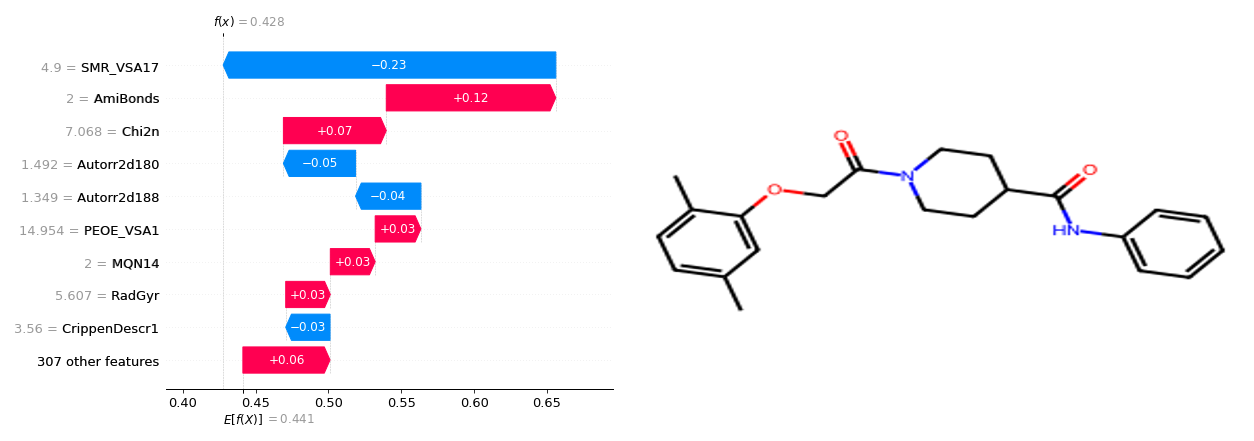 f(x) = 0.428
4.9 = SMR_VSA17 −0.23
2 = AmiBonds +0.12
7.068 = Chi2n +0.07
1.492 = Autorr2d180 −0.05
1.349 = Autorr2d188 −0.04
14.954 = PEOE_VSA1 +0.03
2 = MQN14 +0.03
5.607 = RadGyr +0.03
3.56 = CrippenDescr1 −0.03
307 other features +0.06
0.40 0.45 0.50 0.55 0.60 0.65
E[f(X)] = 0.441
O
O
N
O
HN